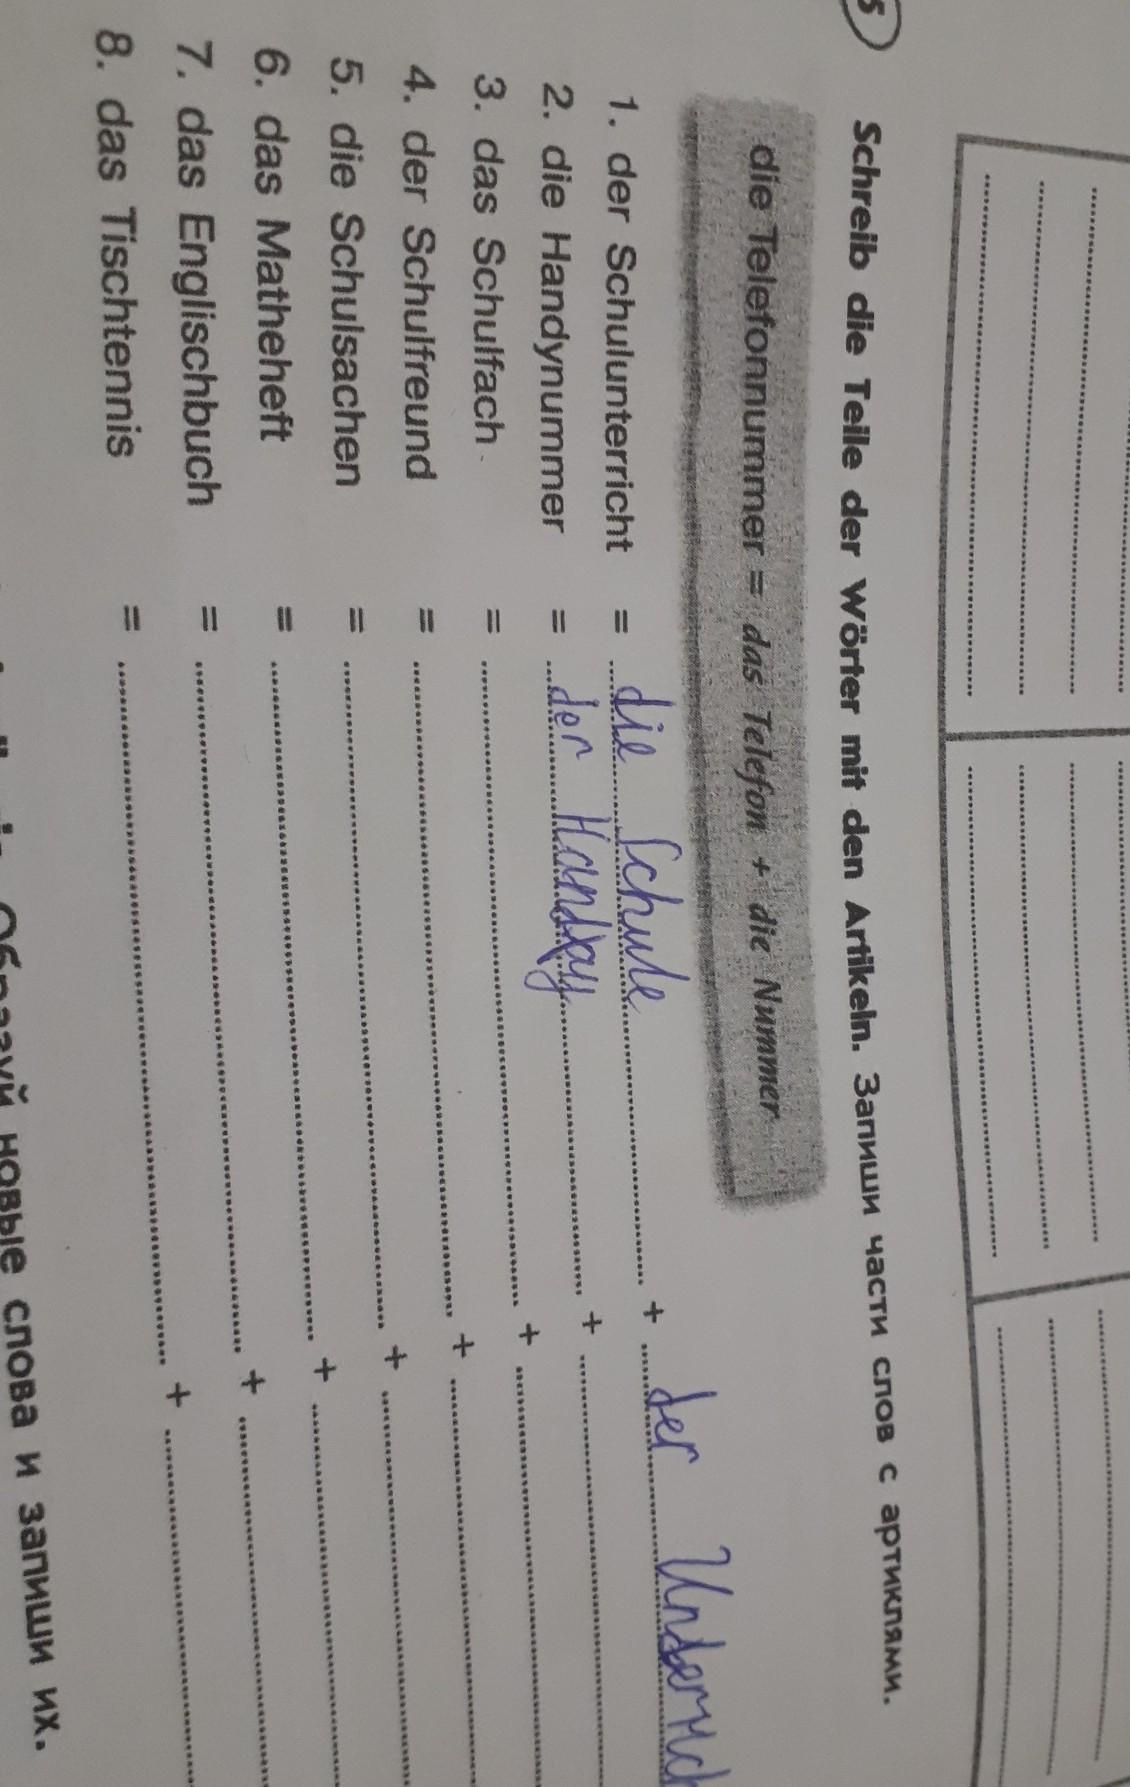 5
Schreib die Teile der Wörter mit den Artikeln. Запиши части слов с артиклями.
die Telefonnummer = das Telefon + die Nummer
1. der Schulunterricht = die Schule + der Underrich
2. die Handynummer = der Handy +
3. das Schulfach = +
4. der Schulfreund = +
5. die Schulsachen = +
6. das Matheheft = +
7. das Englischbuch = +
8. das Tischtennis = +
новые слова и запиши их.